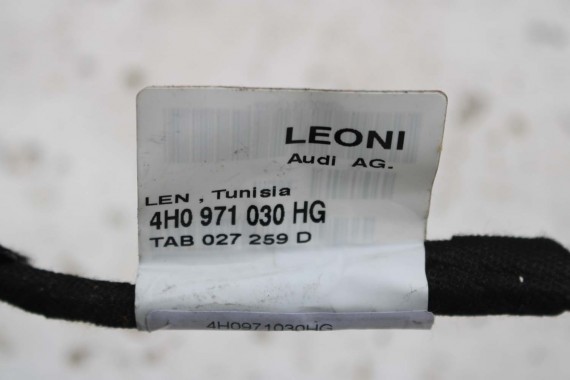 LEONI
Audi AG.
LEN , Tunisia
4H0 971 030 HG
TAB 027 259 D
4H0971030HG